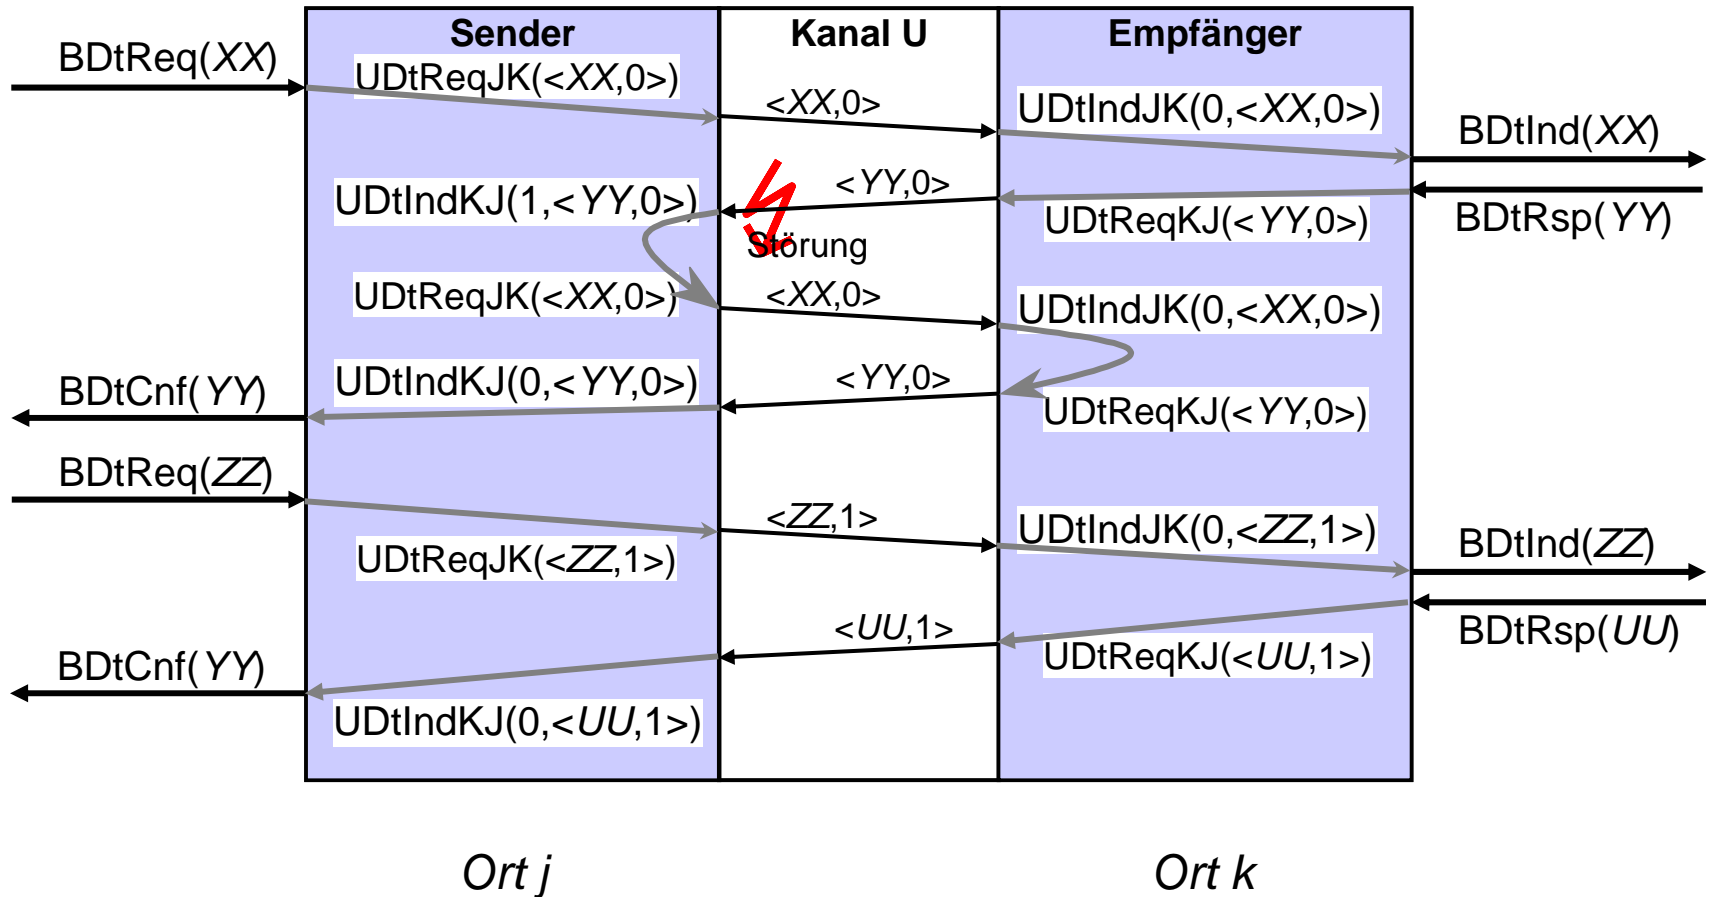 Sender
Kanal U
Empfänger
BDtReq(XX)
UDtReqJK(<XX,0>)
<XX,0>
UDtIndJK(0,<XX,0>)
BDtInd(XX)
UDtIndKJ(1,<YY,0>)
<YY,0>
UDtReqKJ(<YY,0>)
BDtRsp(YY)
Störung
UDtReqJK(<XX,0>)
<XX,0>
UDtIndJK(0,<XX,0>)
BDtCnf(YY)
UDtIndKJ(0,<YY,0>)
<YY,0>
UDtReqKJ(<YY,0>)
BDtReq(ZZ)
UDtReqJK(<ZZ,1>)
<ZZ,1>
UDtIndJK(0,<ZZ,1>)
BDtInd(ZZ)
BDtCnf(YY)
UDtIndKJ(0,<UU,1>)
<UU,1>
UDtReqKJ(<UU,1>)
BDtRsp(UU)
Ort j
Ort k